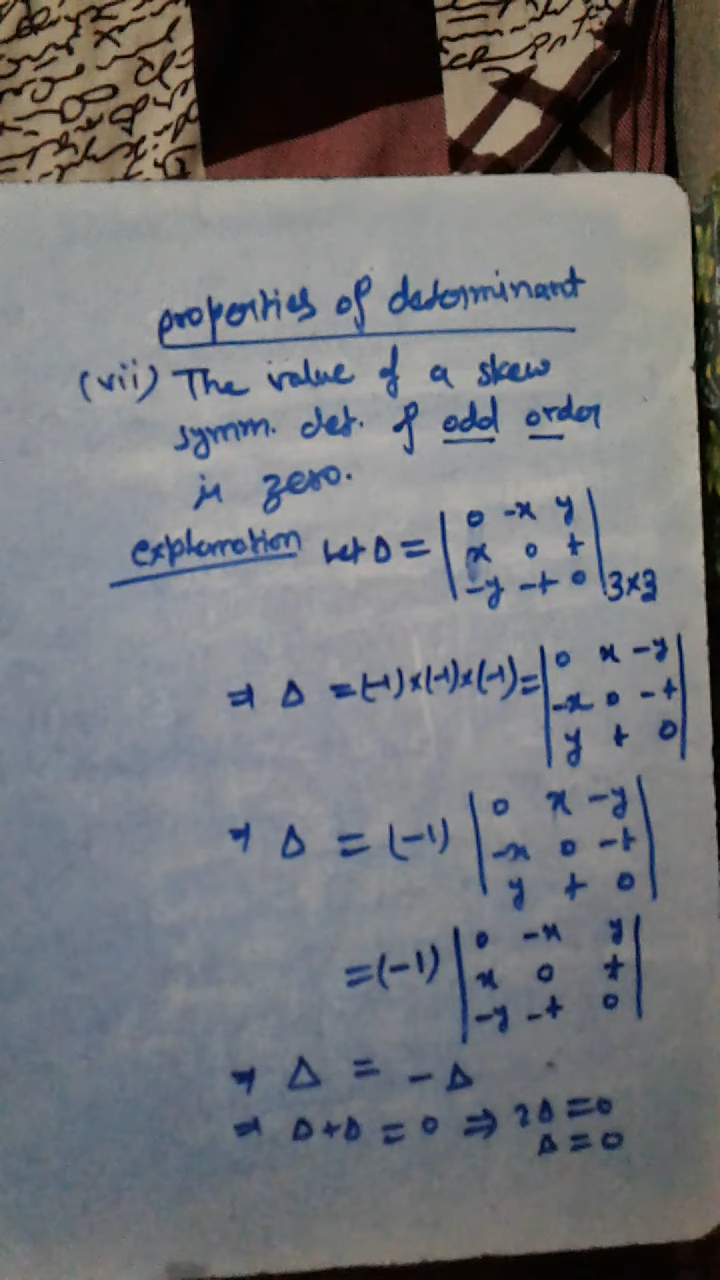 properties of determinant
(vii) The value of a skew
symm. det. of odd order
is zero.
explanation Let Δ = | 0 -x y |
| x 0 t |
| -y -t 0 | 3×3
⇒ Δ = (-1)×(-1)×(-1) = | 0 x -y |
| -x 0 -t |
| y t 0 |
⇒ Δ = (-1) | 0 x -y |
| -x 0 -t |
| y t 0 |
= (-1) | 0 -x y |
| x 0 t |
| -y -t 0 |
⇒ Δ = - Δ
⇒ Δ+Δ = 0 ⇒ 2Δ = 0
Δ = 0